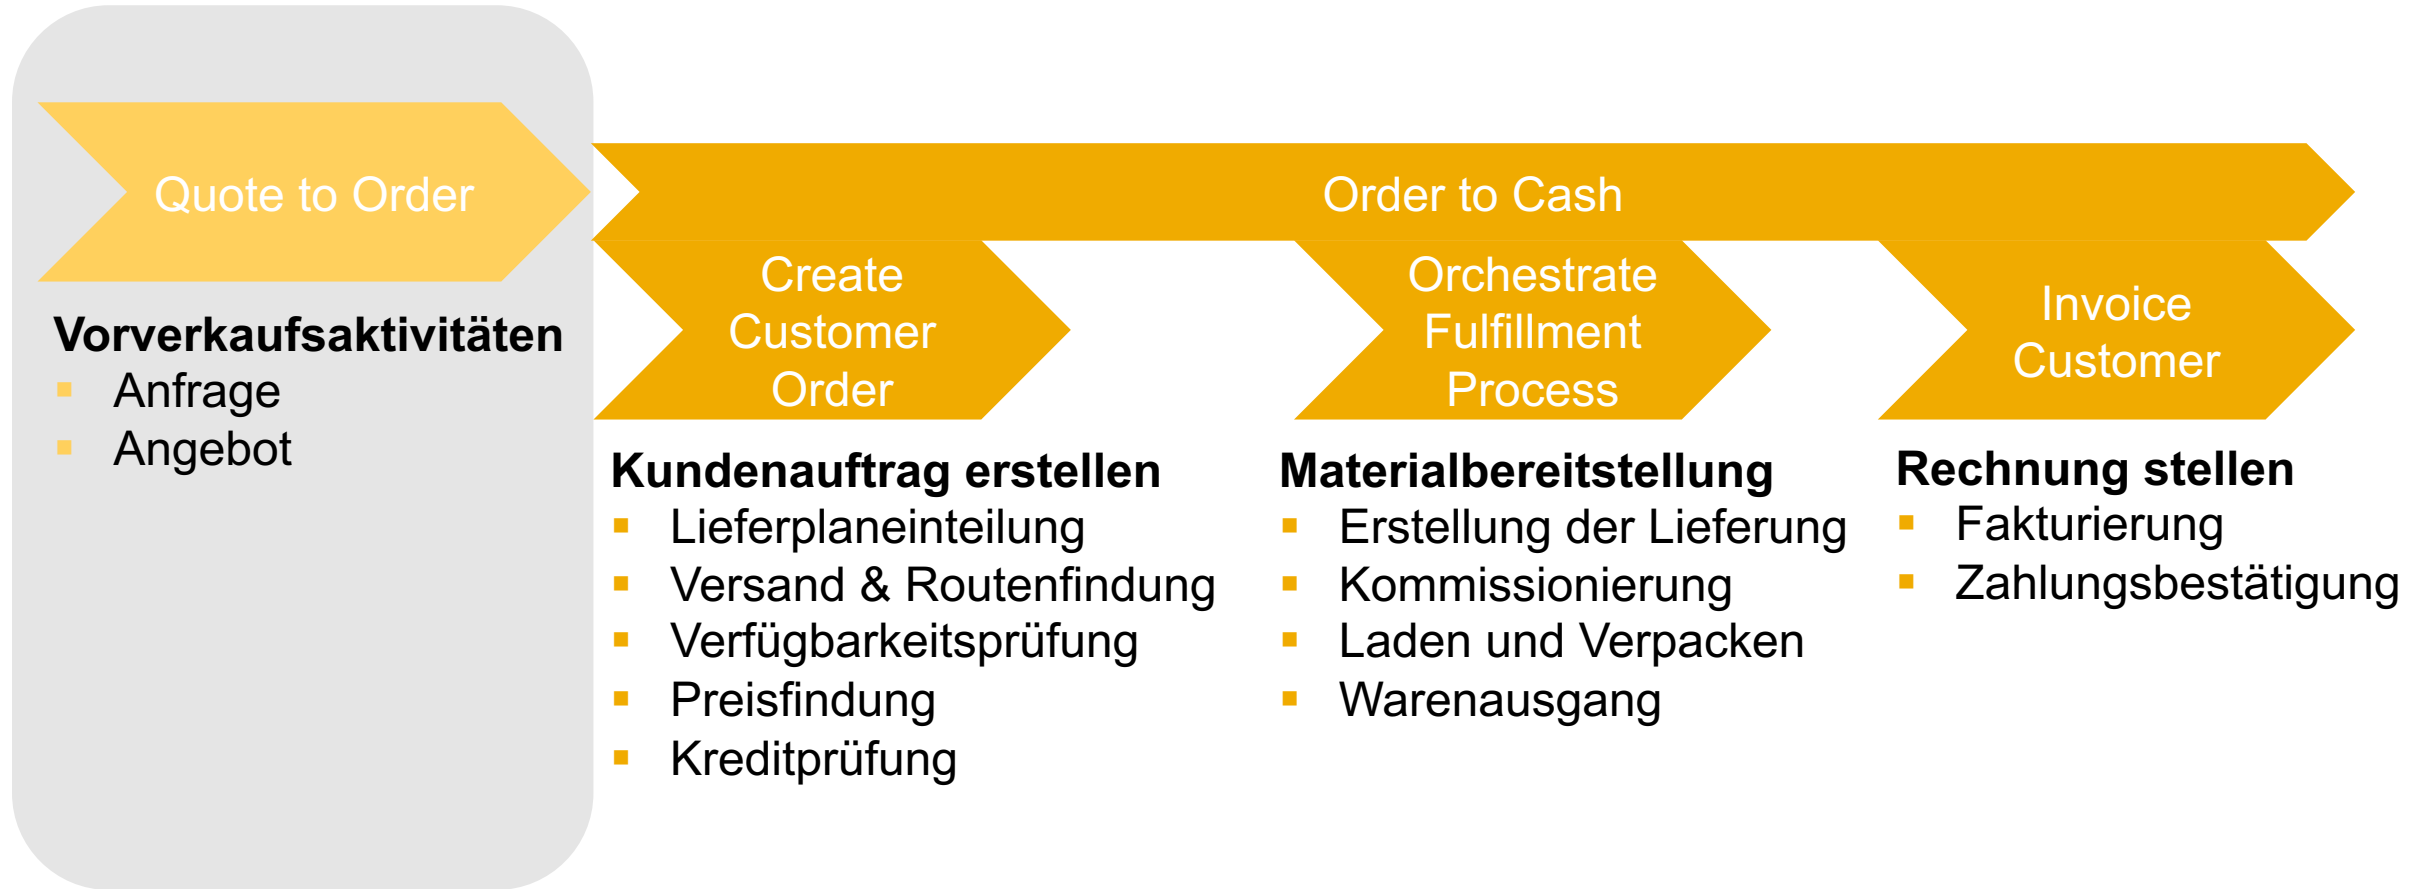 Quote to Order
Vorverkaufsaktivitäten
Anfrage
Angebot
Order to Cash
Create
Customer
Order
Kundenauftrag erstellen
Lieferplaneinteilung
Versand & Routenfindung
Verfügbarkeitsprüfung
Preisfindung
Kreditprüfung
Orchestrate
Fulfillment
Process
Materialbereitstellung
Erstellung der Lieferung
Kommissionierung
Laden und Verpacken
Warenausgang
Invoice
Customer
Rechnung stellen
Fakturierung
Zahlungsbestätigung